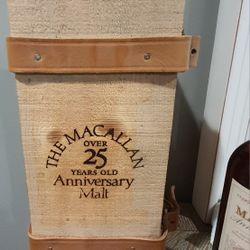 THE MACALLAN
OVER
25
YEARS OLD
Anniversary
Malt